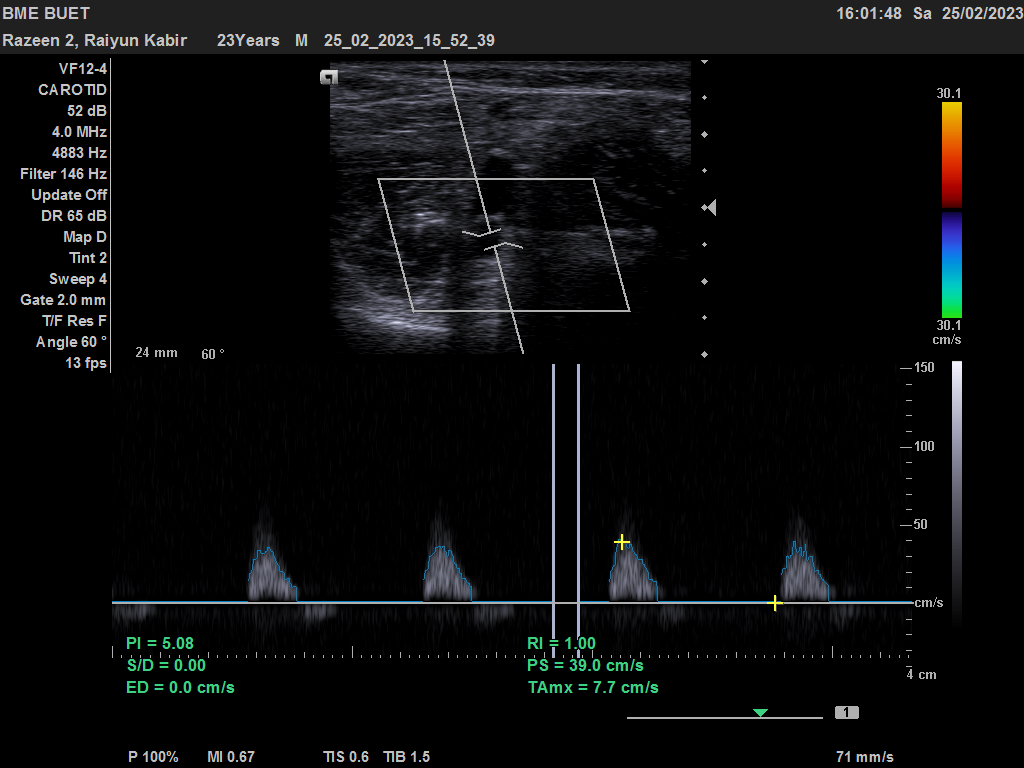 BME BUET 16:01:48 Sa 25/02/2023
Razeen 2, Raiyun Kabir 23Years M 25_02_2023_15_52_39
VF12-4
CAROTID
52 dB
4.0 MHz
4883 Hz
Filter 146 Hz
Update Off
DR 65 dB
Map D
Tint 2
Sweep 4
Gate 2.0 mm
T/F Res F
Angle 60 °
13 fps
24 mm 60 °
30.1
30.1
cm/s
150
100
50
cm/s
4 cm
PI = 5.08
S/D = 0.00
ED = 0.0 cm/s
RI = 1.00
PS = 39.0 cm/s
TAmx = 7.7 cm/s
1
P 100% MI 0.67 TIS 0.6 TIB 1.5 71 mm/s